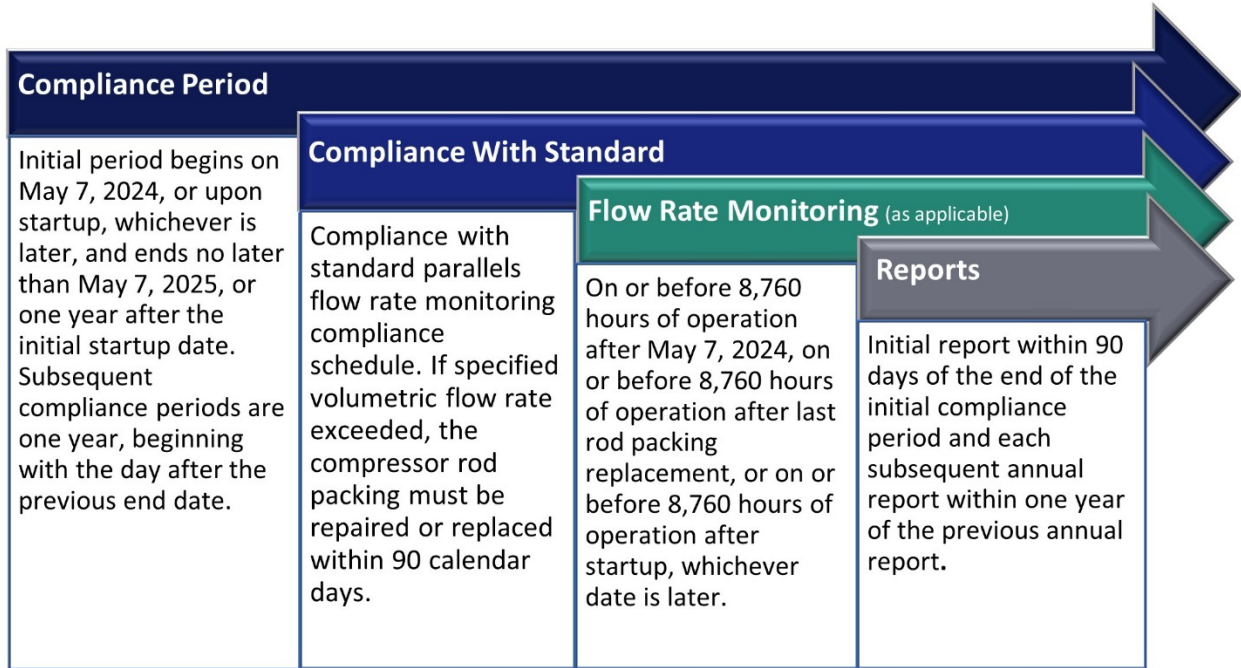 Compliance Period
Initial period begins on
May 7, 2024, or upon
startup, whichever is
later, and ends no later
than May 7, 2025, or
one year after the
initial startup date.
Subsequent
compliance periods are
one year, beginning
with the day after the
previous end date.
Compliance With Standard
Compliance with
standard parallels
flow rate monitoring
compliance
schedule. If specified
volumetric flow rate
exceeded, the
compressor rod
packing must be
repaired or replaced
within 90 calendar
days.
Flow Rate Monitoring (as applicable)
On or before 8,760
hours of operation
after May 7, 2024, on
or before 8,760 hours
of operation after last
rod packing
replacement, or on or
before 8,760 hours of
operation after
startup, whichever
date is later.
Reports
Initial report within 90
days of the end of the
initial compliance
period and each
subsequent annual
report within one year
of the previous annual
report.